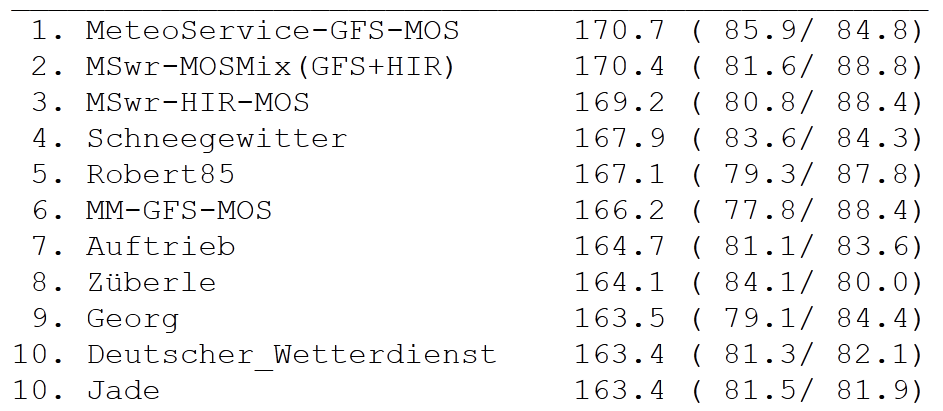 1. MeteoService-GFS-MOS 170.7 ( 85.9/ 84.8)
2. MSwr-MOSMix(GFS+HIR) 170.4 ( 81.6/ 88.8)
3. MSwr-HIR-MOS 169.2 ( 80.8/ 88.4)
4. Schneegewitter 167.9 ( 83.6/ 84.3)
5. Robert85 167.1 ( 79.3/ 87.8)
6. MM-GFS-MOS 166.2 ( 77.8/ 88.4)
7. Auftrieb 164.7 ( 81.1/ 83.6)
8. Züberle 164.1 ( 84.1/ 80.0)
9. Georg 163.5 ( 79.1/ 84.4)
10. Deutscher_Wetterdienst 163.4 ( 81.3/ 82.1)
10. Jade 163.4 ( 81.5/ 81.9)